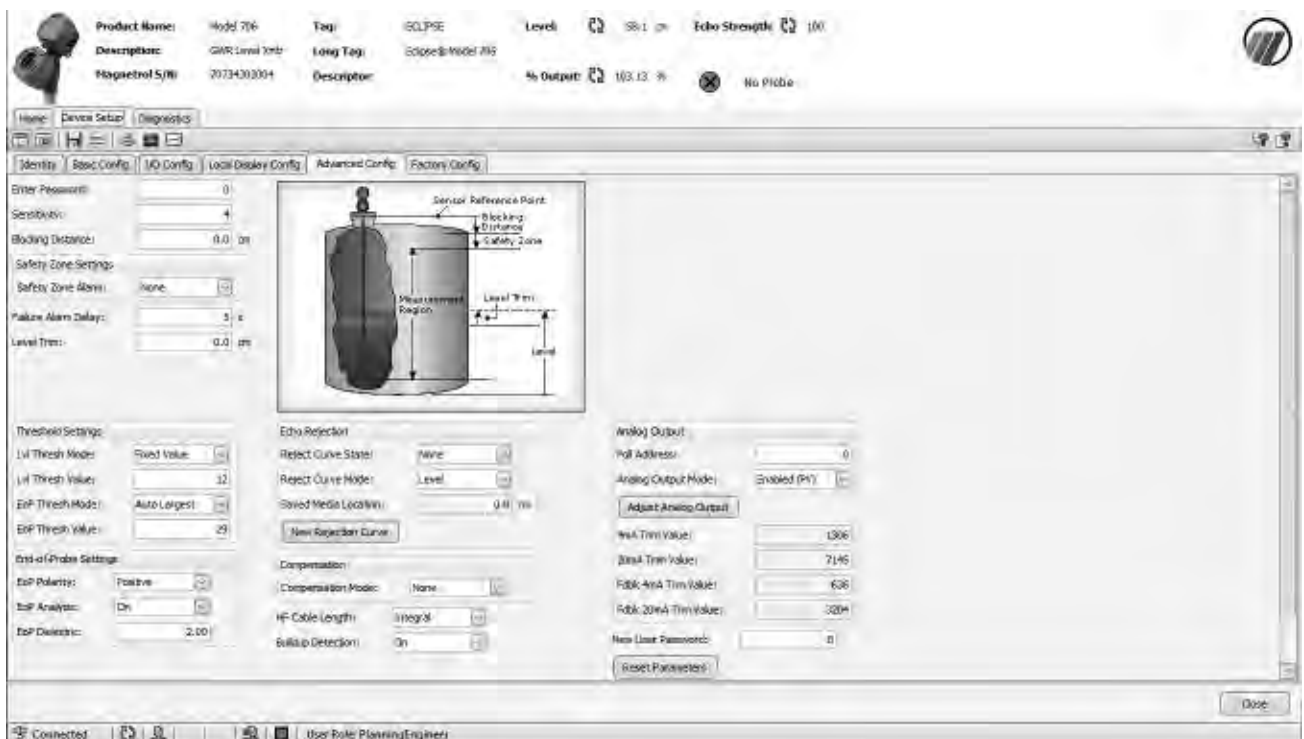 Product Name: Model 706 Tag: ECLIPSE Level: 58.1 cm Echo Strength: 100
Description: GWR Level Xmtr Long Tag: Eclipse® Model 706
Magnetrol S/N: 20734303004 Descriptor: % Output: 103.13 % No Probe
Home Device Setup Diagnostics
Identity Basic Config I/O Config Local Display Config Advanced Config Factory Config
Enter Password: 0
Sensitivity: 4
Blocking Distance: 0.0 cm
Safety Zone Settings
Safety Zone Alarm: None
Failure Alarm Delay: 5 s
Level Trim: 0.0 cm
Sensor Reference Point
Blocking
Distance
Safety Zone
Measurement
Region
Level Trim
Level
Threshold Settings
Lvl Thresh Mode: Fixed Value
Lvl Thresh Value: 12
EoP Thresh Mode: Auto Largest
EoP Thresh Value: 29
End-of-Probe Settings
EoP Polarity: Positive
EoP Analysis: On
EoP Dielectric: 2.00
Echo Rejection
Reject Curve State: None
Reject Curve Mode: Level
Saved Media Location: 0.0
New Rejection Curve
Compensation
Compensation Mode: None
HF Cable Length: Integral
Buildup Detection: On
Analog Output
Poll Address: 0
Analog Output Mode: Enabled (PV)
Adjust Analog Output
4mA Trim Value: 1306
20mA Trim Value: 7146
Fdbk 4mA Trim Value: 636
Fdbk 20mA Trim Value: 3204
New User Password: 0
Reset Parameters
Close
Connected User Role: PlanningEngineer